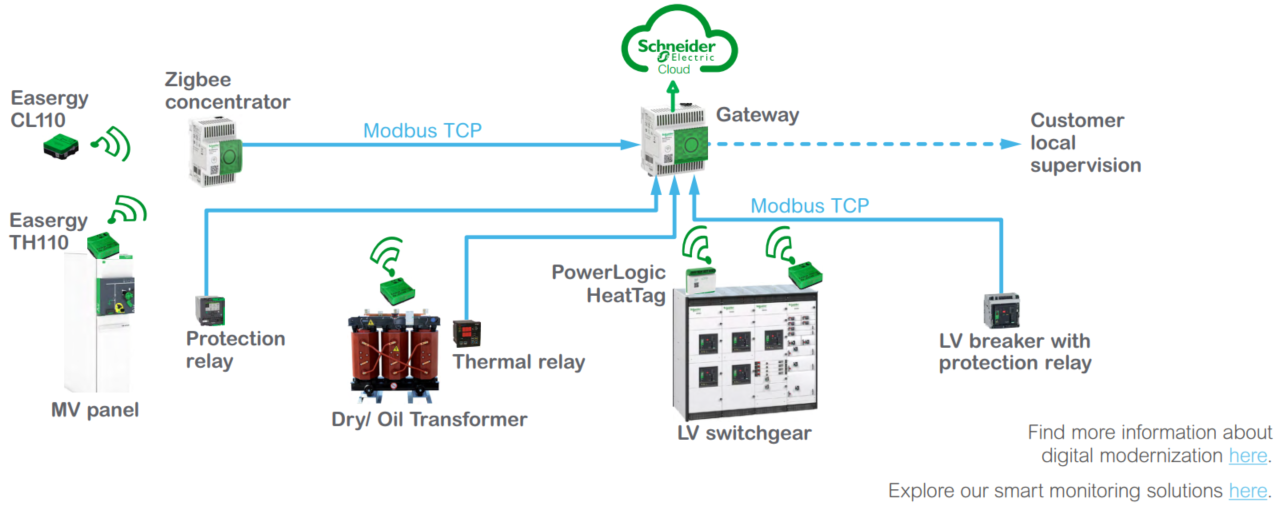 Schneider
Electric
Cloud
Zigbee
concentrator
Easergy
CL110
Modbus TCP
Gateway
Customer
local
supervision
Easergy
TH110
Modbus TCP
PowerLogic
HeatTag
Protection
relay
Thermal relay
LV breaker with
protection relay
MV panel
Dry/ Oil Transformer
LV switchgear
Find more information about
digital modernization here.
Explore our smart monitoring solutions here.